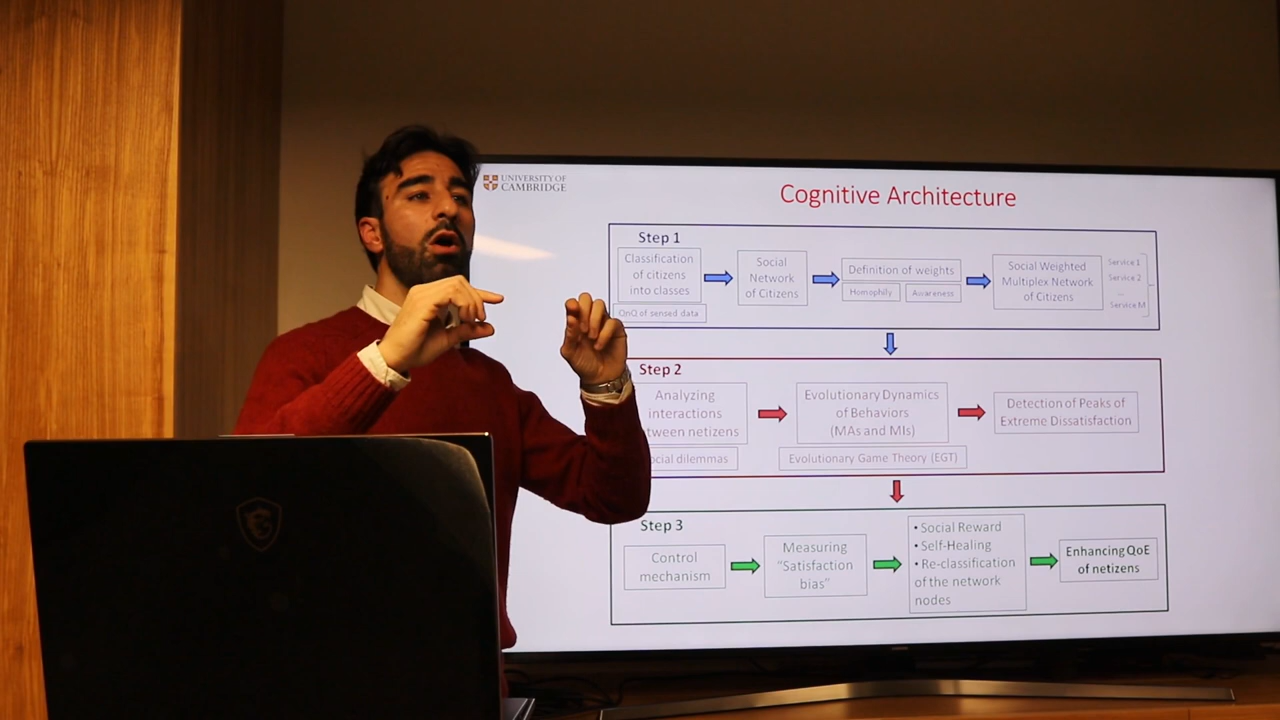 UNIVERSITY OF
CAMBRIDGE
Cognitive Architecture
Step 1
Classification
of citizens
into classes
QnQ of sensed data
Social
Network
of Citizens
Definition of weights
Homophily
Awareness
Social Weighted
Multiplex Network
of Citizens
Service 1
Service 2
...
Service M
Step 2
Analyzing
interactions
tween netizens
cial dilemmas
Evolutionary Dynamics
of Behaviors
(MAs and MIs)
Evolutionary Game Theory (EGT)
Detection of Peaks of
Extreme Dissatisfaction
Step 3
Control
mechanism
Measuring
"Satisfaction
bias"
• Social Reward
• Self-Healing
• Re-classification
of the network
nodes
Enhancing QoE
of netizens